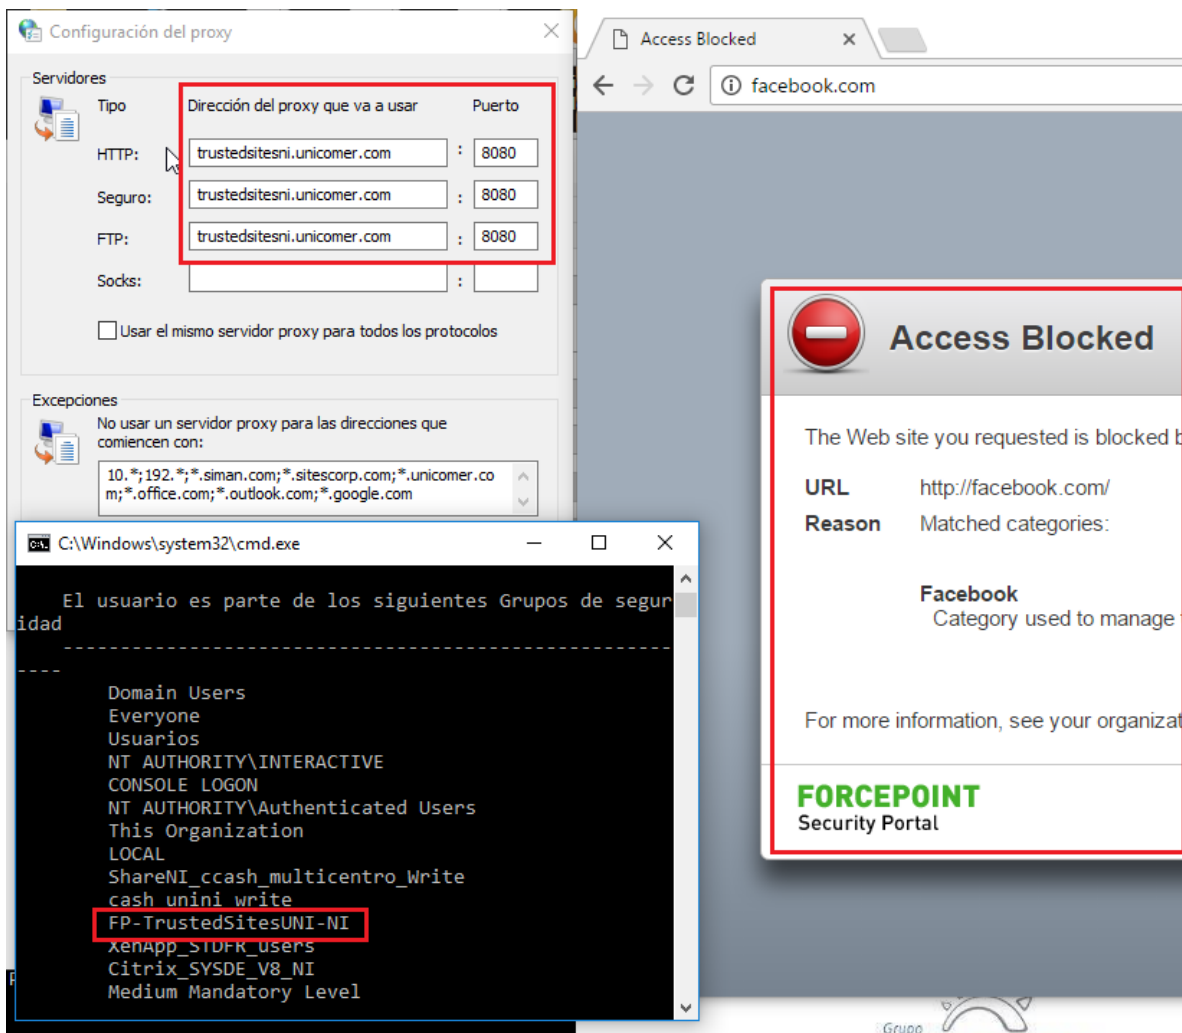 Configuración del proxy
Servidores
Tipo Dirección del proxy que va a usar Puerto
HTTP: trustedsitesni.unicomer.com : 8080
Seguro: trustedsitesni.unicomer.com : 8080
FTP: trustedsitesni.unicomer.com : 8080
Socks: :
Usar el mismo servidor proxy para todos los protocolos
Excepciones
No usar un servidor proxy para las direcciones que
comiencen con:
10.*;192.*;*.siman.com;*.sitescorp.com;*.unicomer.co
m;*.office.com;*.outlook.com;*.google.com
C:\Windows\system32\cmd.exe
El usuario es parte de los siguientes Grupos de segur
idad
-----------------------------------------------------
----
Domain Users
Everyone
Usuarios
NT AUTHORITY\INTERACTIVE
CONSOLE LOGON
NT AUTHORITY\Authenticated Users
This Organization
LOCAL
ShareNI_ccash_multicentro_Write
cash_unini_write
FP-TrustedSitesUNI-NI
XenApp_STDFR_users
Citrix_SYSDE_V8_NI
Medium Mandatory Level
Access Blocked
facebook.com
Access Blocked
The Web site you requested is blocked b
URL http://facebook.com/
Reason Matched categories:
Facebook
Category used to manage
For more information, see your organizat
FORCEPOINT
Security Portal
Grupo